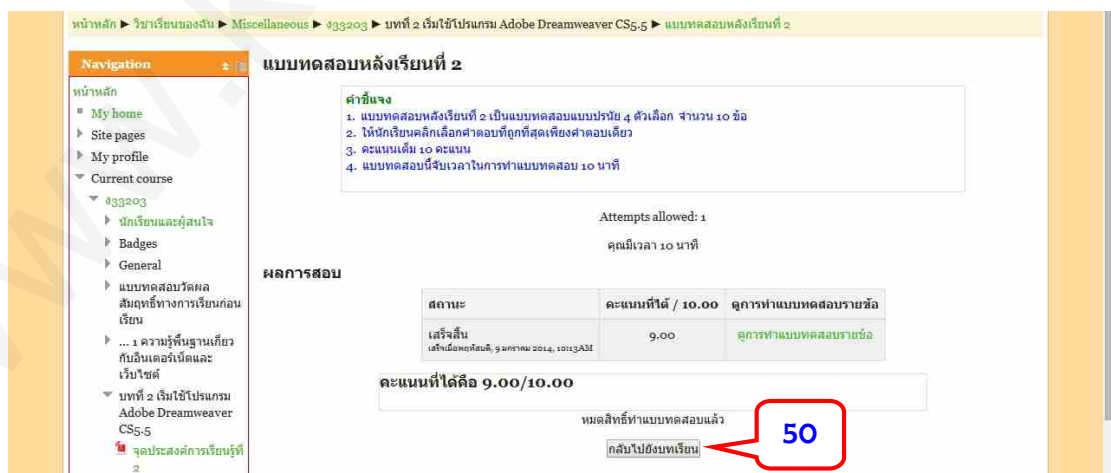 หน้าหลัก ► วิชาเรียนของฉัน ► Miscellaneous ► ง33203 ► บทที่ 2 เริ่มใช้โปรแกรม Adobe Dreamweaver CS5.5 ► แบบทดสอบหลังเรียนที่ 2
Navigation
หน้าหลัก
My home
Site pages
My profile
Current course
ง33203
นักเรียนและผู้สนใจ
Badges
General
แบบทดสอบวัดผล
สัมฤทธิ์ทางการเรียนก่อน
เรียน
... 1 ความรู้พื้นฐานเกี่ยว
กับอินเตอร์เน็ตและ
เว็บไซต์
บทที่ 2 เริ่มใช้โปรแกรม
Adobe Dreamweaver
CS5.5
จุดประสงค์การเรียนรู้ที่
2
แบบทดสอบหลังเรียนที่ 2
คำชี้แจง
1. แบบทดสอบหลังเรียนที่ 2 เป็นแบบทดสอบแบบปรนัย 4 ตัวเลือก จำนวน 10 ข้อ
2. ให้นักเรียนคลิกเลือกคำตอบที่ถูกที่สุดเพียงคำตอบเดียว
3. คะแนนเต็ม 10 คะแนน
4. แบบทดสอบนี้จับเวลาในการทำแบบทดสอบ 10 นาที
Attempts allowed: 1
คุณมีเวลา 10 นาที
ผลการสอบ
สถานะ คะแนนที่ได้ / 10.00 ดูการทำแบบทดสอบรายข้อ
เสร็จสิ้น 9.00 ดูการทำแบบทดสอบรายข้อ
เสร็จเมื่อพฤหัสบดี, 9 มกราคม 2014, 10:13AM
คะแนนที่ได้คือ 9.00/10.00
หมดสิทธิ์ทำแบบทดสอบแล้ว
กลับไปยังบทเรียน
50